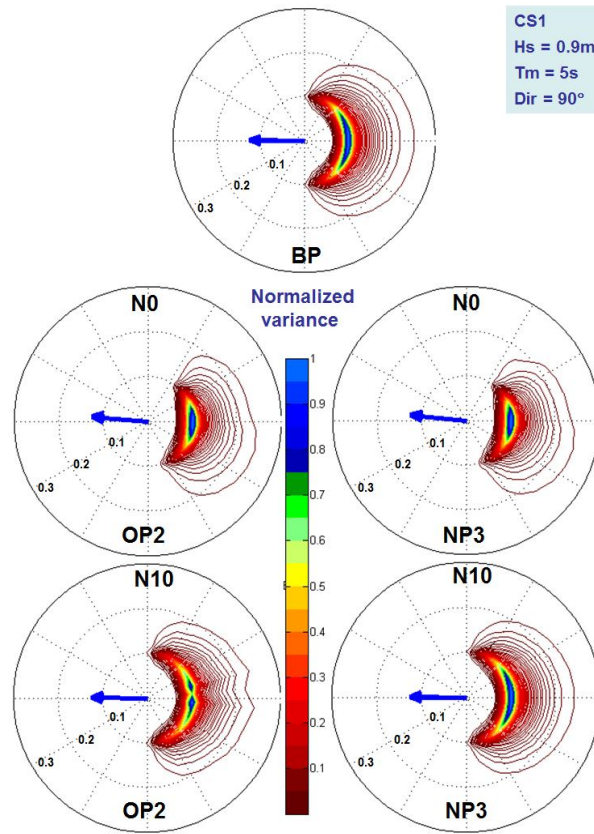 CS1
Hs = 0.9m
Tm = 5s
Dir = 90°
0.1
0.2
0.3
BP
N0
Normalized
variance
N0
0.1
0.2
0.3
OP2
1
0.9
0.8
0.7
0.6
0.5
0.4
0.3
0.2
0.1
0.1
0.2
0.3
NP3
N10
0.1
0.2
0.3
OP2
N10
0.1
0.2
0.3
NP3